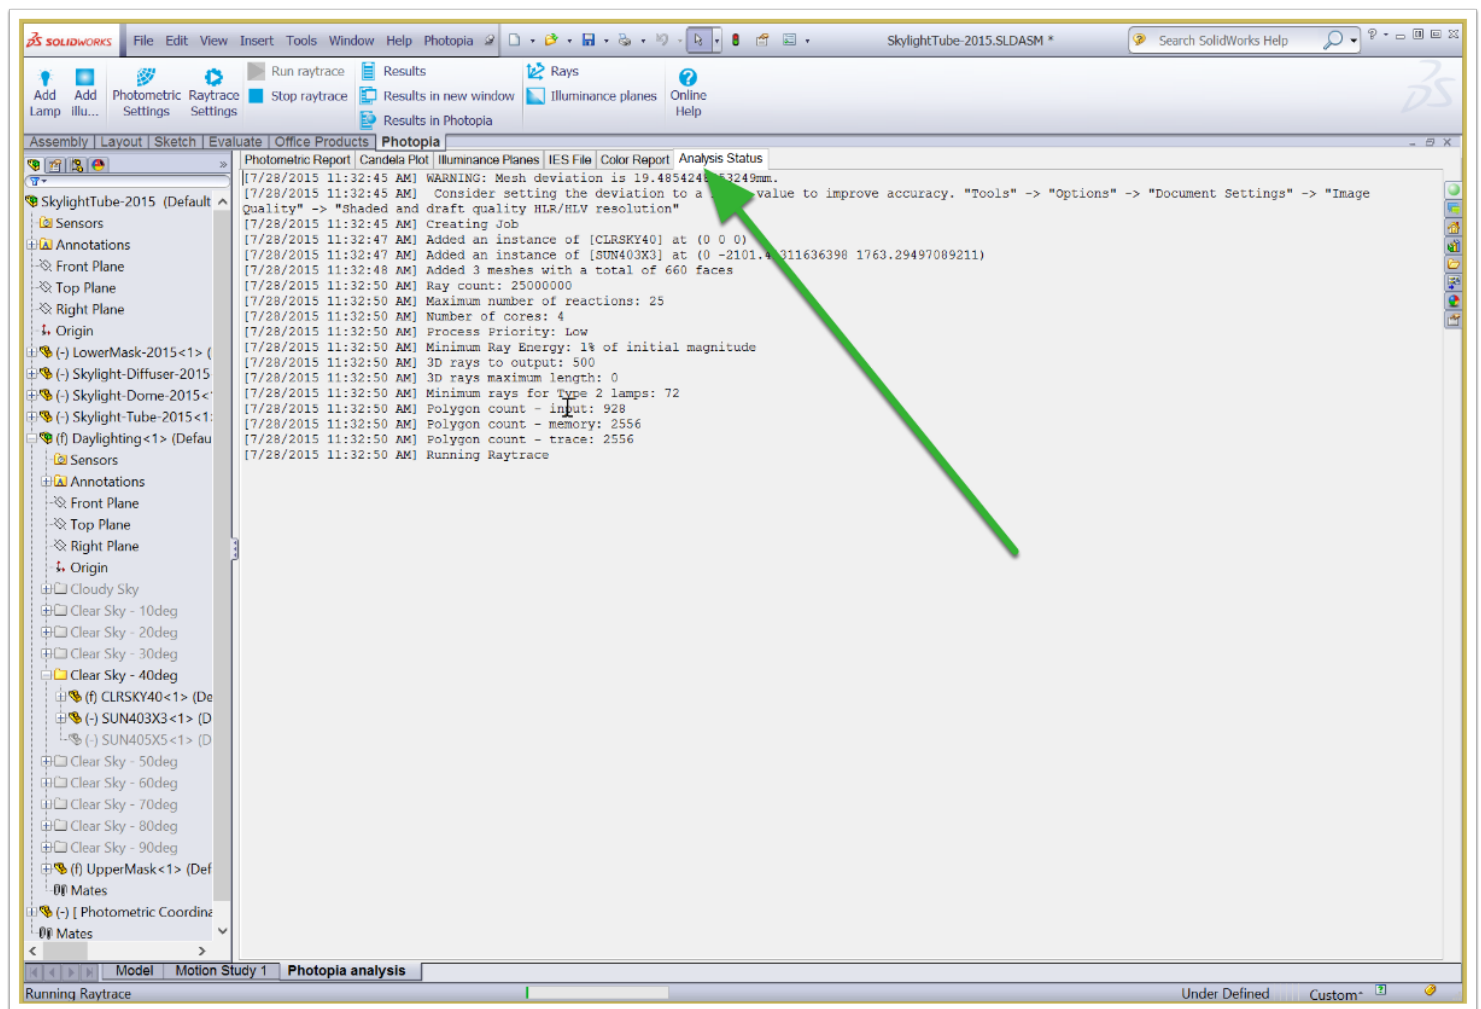 SOLIDWORKS File Edit View Insert Tools Window Help Photopia SkylightTube-2015.SLDASM * Search SolidWorks Help
Run raytrace Results Rays
Add Add Photometric Raytrace Stop raytrace Results in new window Illuminance planes Online
Lamp illu... Settings Settings Results in Photopia Help
Assembly Layout Sketch Evaluate Office Products Photopia
Photometric Report Candela Plot Illuminance Planes IES File Color Report Analysis Status
[7/28/2015 11:32:45 AM] WARNING: Mesh deviation is 19.4854248 53249mm.
[7/28/2015 11:32:45 AM] Consider setting the deviation to a value to improve accuracy. "Tools" -> "Options" -> "Document Settings" -> "Image
Quality" -> "Shaded and draft quality HLR/HLV resolution"
[7/28/2015 11:32:45 AM] Creating Job
[7/28/2015 11:32:47 AM] Added an instance of [CLRSKY40] at (0 0 0)
[7/28/2015 11:32:47 AM] Added an instance of [SUN403X3] at (0 -2101.4 311636398 1763.29497089211)
[7/28/2015 11:32:48 AM] Added 3 meshes with a total of 660 faces
[7/28/2015 11:32:50 AM] Ray count: 25000000
[7/28/2015 11:32:50 AM] Maximum number of reactions: 25
[7/28/2015 11:32:50 AM] Number of cores: 4
[7/28/2015 11:32:50 AM] Process Priority: Low
[7/28/2015 11:32:50 AM] Minimum Ray Energy: 1% of initial magnitude
[7/28/2015 11:32:50 AM] 3D rays to output: 500
[7/28/2015 11:32:50 AM] 3D rays maximum length: 0
[7/28/2015 11:32:50 AM] Minimum rays for Type 2 lamps: 72
[7/28/2015 11:32:50 AM] Polygon count - input: 928
[7/28/2015 11:32:50 AM] Polygon count - memory: 2556
[7/28/2015 11:32:50 AM] Polygon count - trace: 2556
[7/28/2015 11:32:50 AM] Running Raytrace
SkylightTube-2015 (Default
Sensors
Annotations
Front Plane
Top Plane
Right Plane
Origin
(-) LowerMask-2015<1> (
(-) Skylight-Diffuser-2015
(-) Skylight-Dome-2015<
(-) Skylight-Tube-2015<1
(f) Daylighting<1> (Defau
Sensors
Annotations
Front Plane
Top Plane
Right Plane
Origin
Cloudy Sky
Clear Sky - 10deg
Clear Sky - 20deg
Clear Sky - 30deg
Clear Sky - 40deg
(f) CLRSKY40<1> (De
(-) SUN403X3<1> (D
(-) SUN405X5<1> (D
Clear Sky - 50deg
Clear Sky - 60deg
Clear Sky - 70deg
Clear Sky - 80deg
Clear Sky - 90deg
(f) UpperMask<1> (Def
Mates
(-) [ Photometric Coordina
Mates
Model Motion Study 1 Photopia analysis
Running Raytrace Under Defined Custom